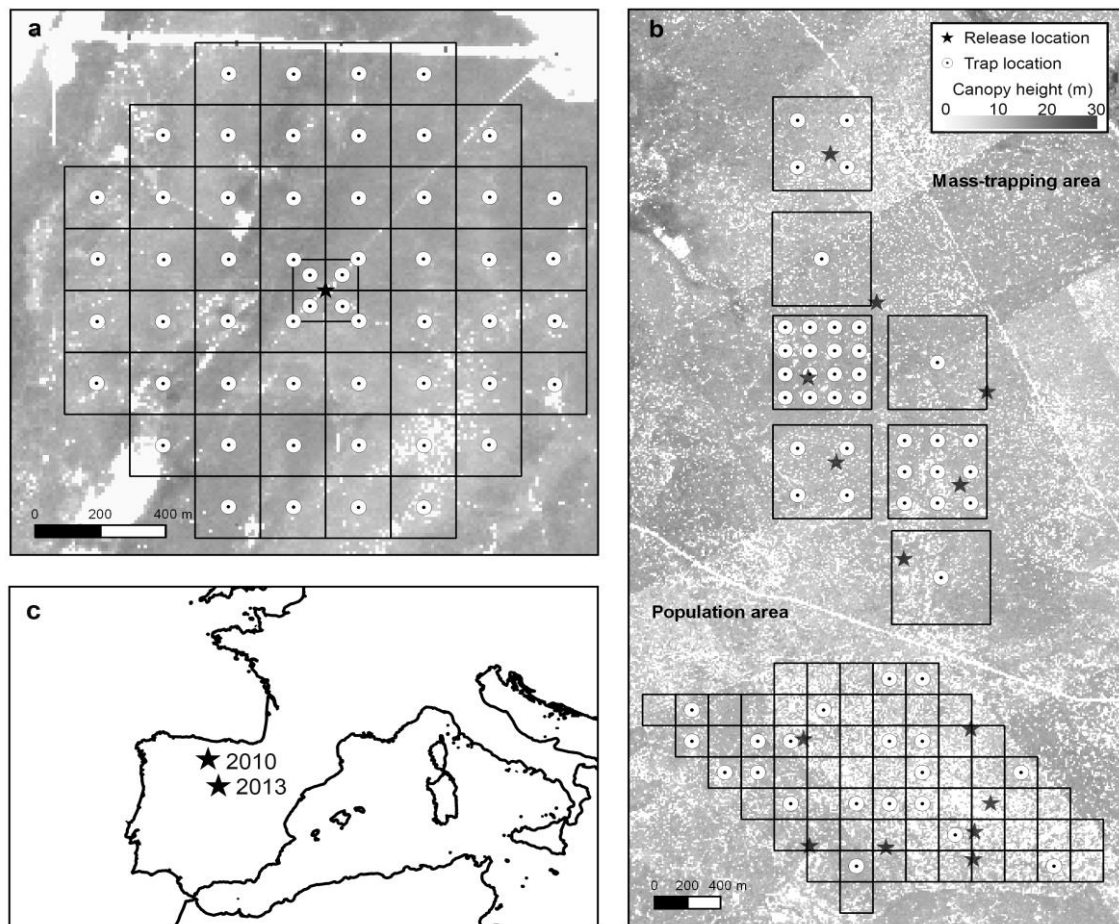 a
0 200 400 m
b
Release location
Trap location
Canopy height (m)
0 10 20 30
Mass-trapping area
Population area
0 200 400 m
c
2010
2013